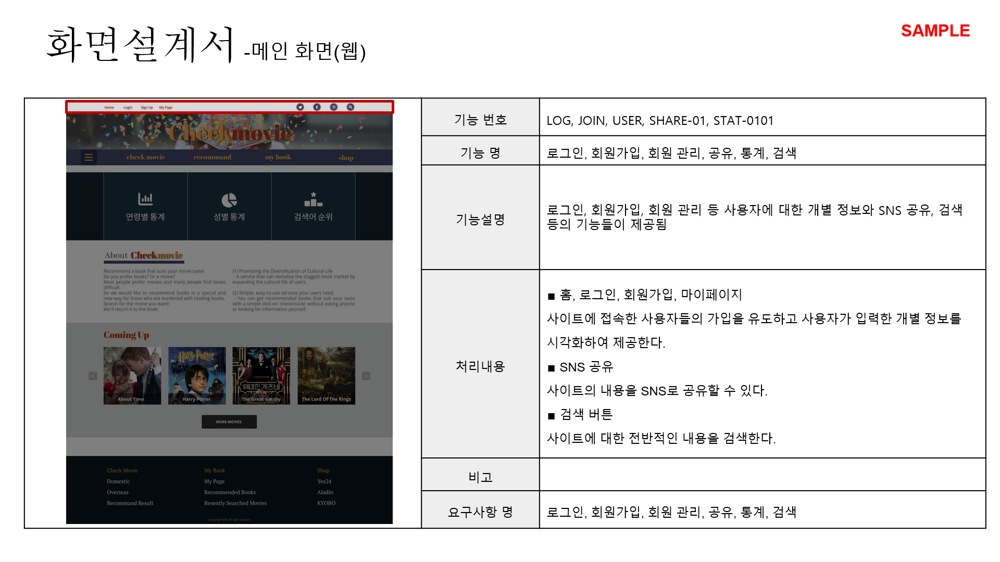 화면설계서 -메인 화면(웹)
SAMPLE
Home Login Sign Up My Page
Checkmovie
check movie recommand my book shop
연령별 통계 성별 통계 검색어 순위
About Checkmovie
Recommend a book that suits your movie taste!
Do you prefer books? Or a movie?
Most people prefer movies and many people find books
difficult.
So we would like to recommend books in a special and
new way for those who are burdened with reading books.
Search for the movie you want!
We'll return it to the book.
(1) Promoting the Diversification of Cultural Life
: A service that can revitalize the sluggish book market by
expanding the cultural life of users
(2) Simple, easy-to-use services your users need
: You can get recommended books that suit your taste
with a simple click on 'checkmovie' without asking anyone
or looking for information yourself.
Coming Up
Harry Potter
위대한 개츠비
About Time
Harry Potter
The Great Gatsby
The Lord Of The Rings
MORE MOVIES
Check Movie
Domestic
Overseas
Recommand Result
My Book
My Page
Recommended Books
Resently Searched Movies
Shop
Yes24
Aladin
KYOBO
©copyright ABC All right reserved
기능 번호
LOG, JOIN, USER, SHARE-01, STAT-0101
기능 명
로그인, 회원가입, 회원 관리, 공유, 통계, 검색
기능설명
로그인, 회원가입, 회원 관리 등 사용자에 대한 개별 정보와 SNS 공유, 검색
등의 기능들이 제공됨
처리내용
■ 홈, 로그인, 회원가입, 마이페이지
사이트에 접속한 사용자들의 가입을 유도하고 사용자가 입력한 개별 정보를
시각화하여 제공한다.
■ SNS 공유
사이트의 내용을 SNS로 공유할 수 있다.
■ 검색 버튼
사이트에 대한 전반적인 내용을 검색한다.
비고
요구사항 명
로그인, 회원가입, 회원 관리, 공유, 통계, 검색